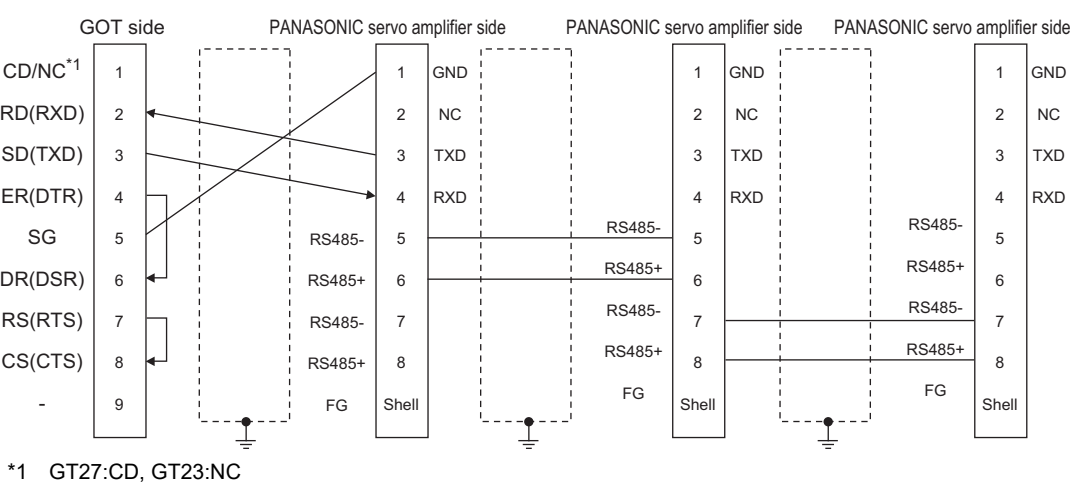 GOT side PANASONIC servo amplifier side PANASONIC servo amplifier side PANASONIC servo amplifier side
CD/NC*1 1 1 GND 1 GND 1 GND
RD(RXD) 2 2 NC 2 NC 2 NC
SD(TXD) 3 3 TXD 3 TXD 3 TXD
ER(DTR) 4 4 RXD 4 RXD 4 RXD
SG 5 RS485- 5 RS485- 5 RS485- 5
DR(DSR) 6 RS485+ 6 RS485+ 6 RS485+ 6
RS(RTS) 7 RS485- 7 RS485- 7 RS485- 7
CS(CTS) 8 RS485+ 8 RS485+ 8 RS485+ 8
- 9 FG Shell FG Shell FG Shell
*1 GT27:CD, GT23:NC